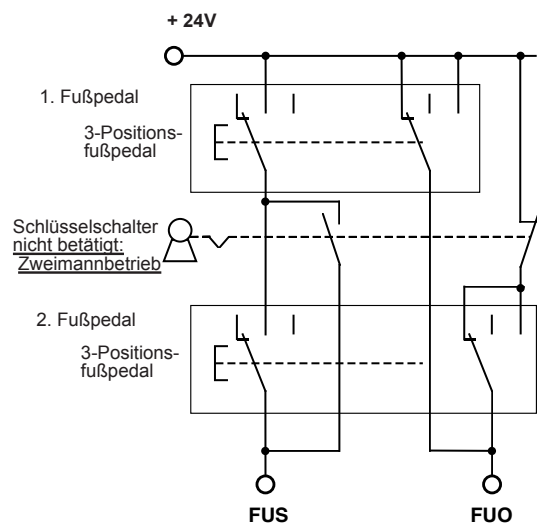 + 24V
1. Fußpedal
3-Positions-
fußpedal
Schlüsselschalter
nicht betätigt:
Zweimannbetrieb
2. Fußpedal
3-Positions-
fußpedal
FUS
FUO